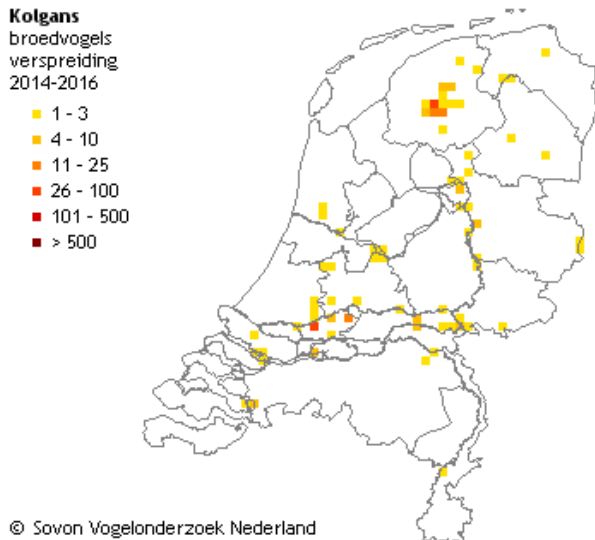 Kolgans
broedvogels
verspreiding
2014-2016
1 - 3
4 - 10
11 - 25
26 - 100
101 - 500
> 500
© Sovon Vogelonderzoek Nederland